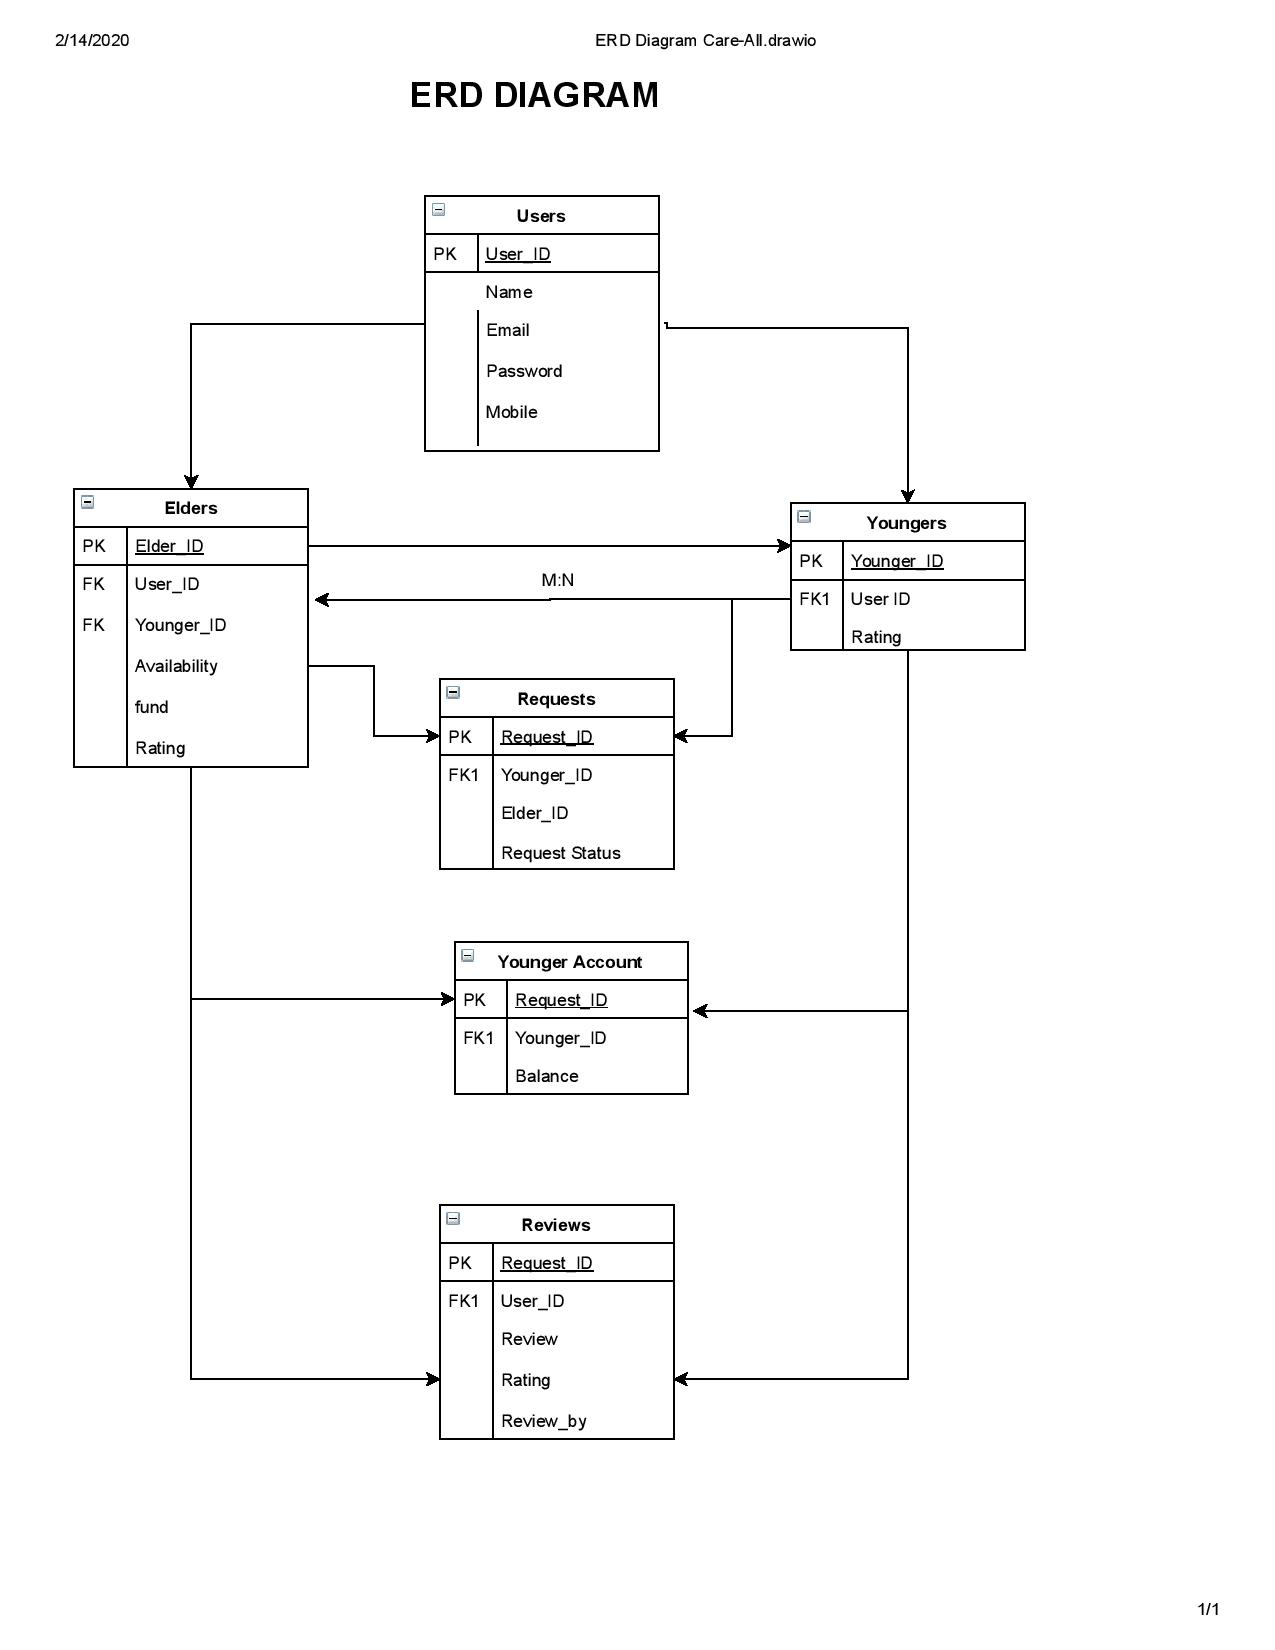 2/14/2020 ERD Diagram Care-All.drawio
ERD DIAGRAM
Users
PK User_ID
Name
Email
Password
Mobile
Elders
PK Elder_ID
FK User_ID
FK Younger_ID
Availability
fund
Rating
Youngers
PK Younger_ID
FK1 User ID
Rating
M:N
Requests
PK Request_ID
FK1 Younger_ID
Elder_ID
Request Status
Younger Account
PK Request_ID
FK1 Younger_ID
Balance
Reviews
PK Request_ID
FK1 User_ID
Review
Rating
Review_by
1/1